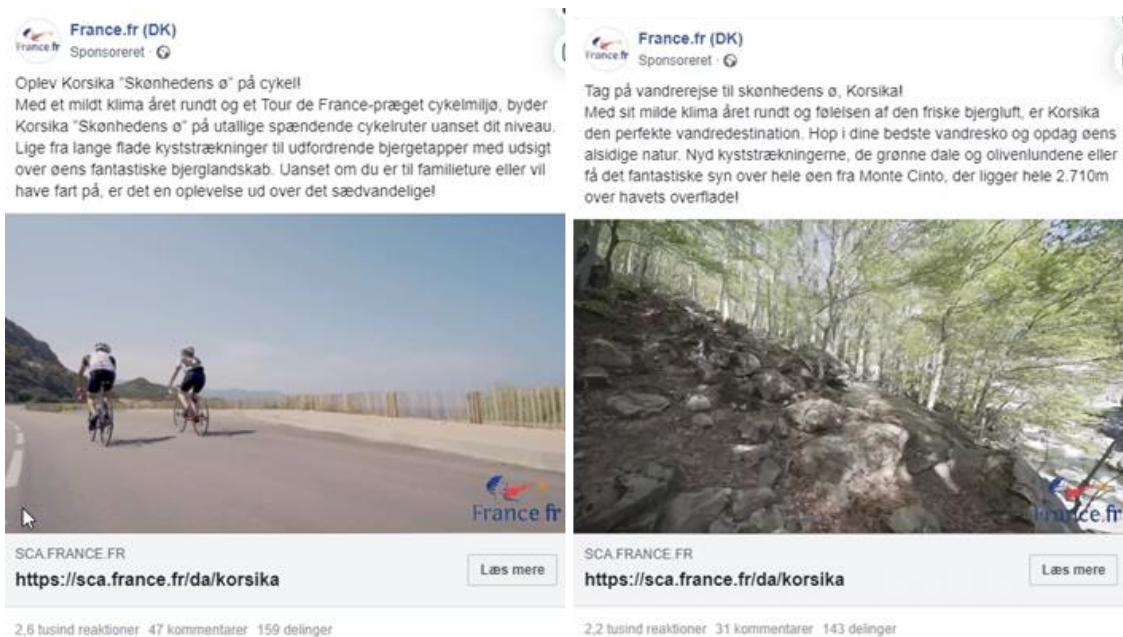 France.fr (DK)
Sponsoreret ·
Oplev Korsika "Skønhedens ø" på cykel!
Med et mildt klima året rundt og et Tour de France-præget cykelmiljø, byder
Korsika "Skønhedens ø" på utallige spændende cykelruter uanset dit niveau.
Lige fra lange flade kyststrækninger til udfordrende bjergetapper med udsigt
over øens fantastiske bjerglandskab. Uanset om du er til familieture eller vil
have fart på, er det en oplevelse ud over det sædvandelige!
France.fr
SCA.FRANCE.FR
https://sca.france.fr/da/korsika
Læs mere
2,6 tusind reaktioner 47 kommentarer 159 delinger
France.fr (DK)
Sponsoreret ·
Tag på vandrerejse til skønhedens ø, Korsika!
Med sit milde klima året rundt og følelsen af den friske bjergluft, er Korsika
den perfekte vandredestination. Hop i dine bedste vandresko og opdag øens
alsidige natur. Nyd kyststrækningerne, de grønne dale og olivenlundene eller
få det fantastiske syn over hele øen fra Monte Cinto, der ligger hele 2.710m
over havets overflade!
France.fr
SCA.FRANCE.FR
https://sca.france.fr/da/korsika
Læs mere
2,2 tusind reaktioner 31 kommentarer 143 delinger